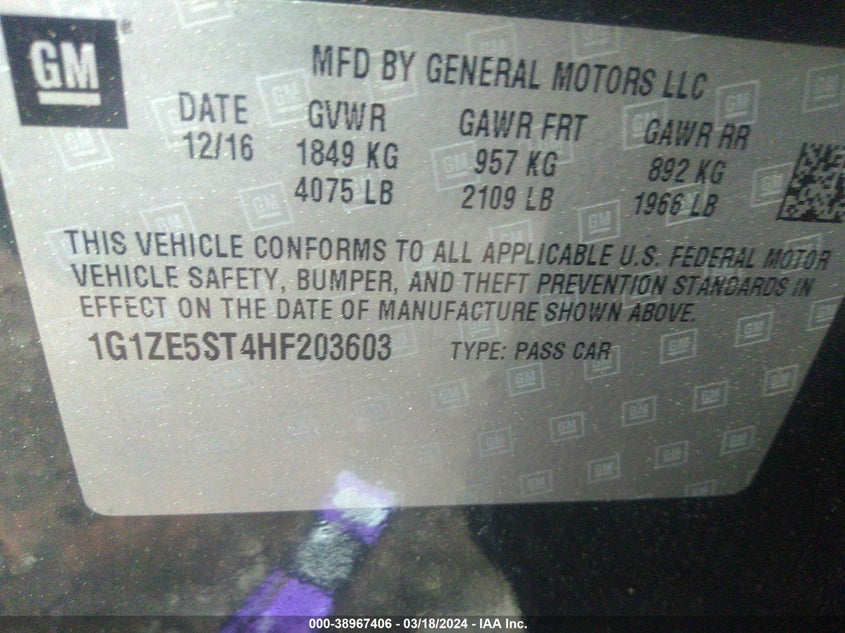 GM
MFD BY GENERAL MOTORS LLC
DATE GVWR GAWR FRT GAWR RR
12/16 1849 KG 957 KG 892 KG
4075 LB 2109 LB 1966 LB
THIS VEHICLE CONFORMS TO ALL APPLICABLE U.S. FEDERAL MOTOR
VEHICLE SAFETY, BUMPER, AND THEFT PREVENTION STANDARDS IN
EFFECT ON THE DATE OF MANUFACTURE SHOWN ABOVE.
1G1ZE5ST4HF203603 TYPE: PASS CAR
000-38967406 - 03/18/2024 - IAA Inc.